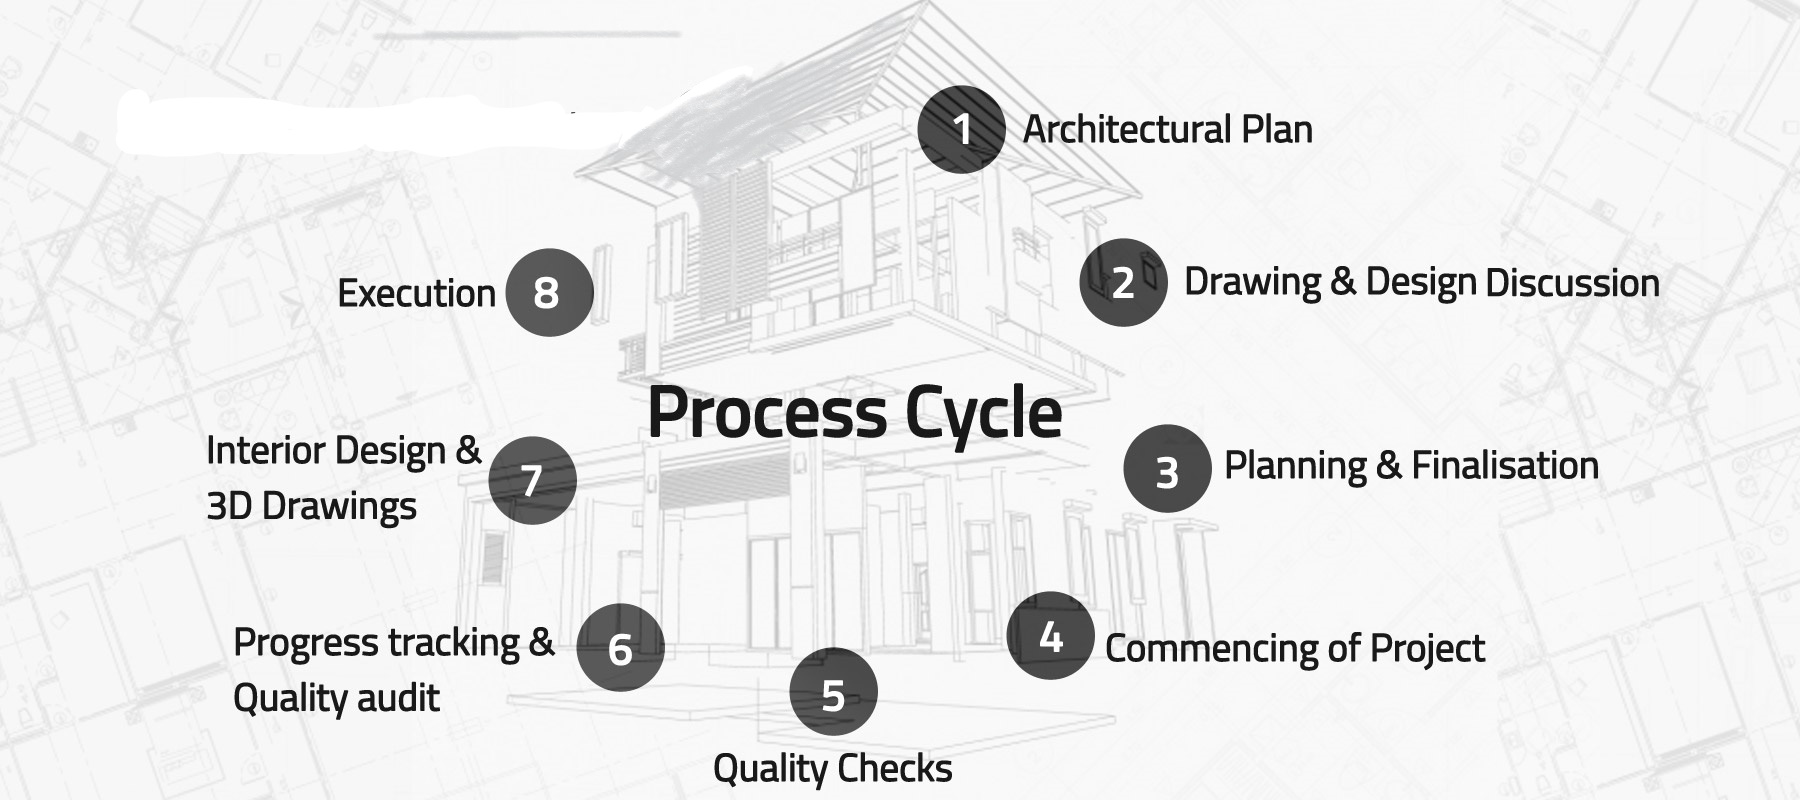 1 Architectural Plan
2 Drawing & Design Discussion
Process Cycle
3 Planning & Finalisation
4 Commencing of Project
5
Quality Checks
6 Progress tracking &
Quality audit
7 Interior Design &
3D Drawings
8 Execution